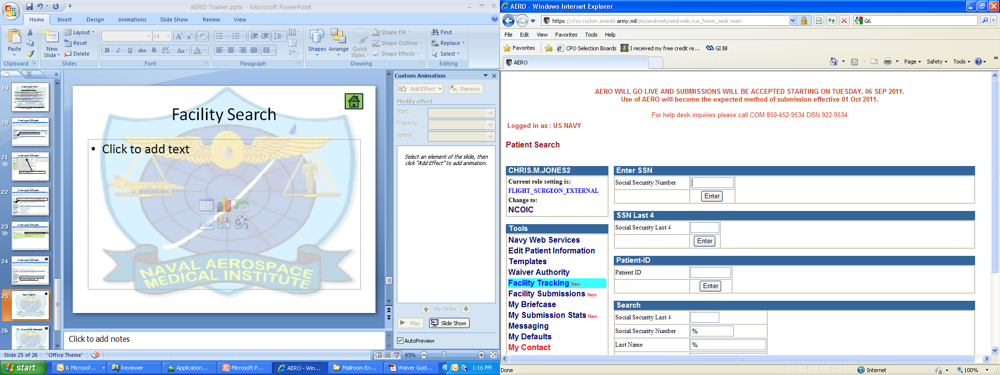 AERO Trainer.pptx - Microsoft PowerPoint
Home Insert Design Animations Slide Show Review View
Paste
New Slide
Layout
Reset
Delete
14
Shapes Arrange Quick Styles
Shape Fill
Shape Outline
Shape Effects
Find
Replace
Select
Clipboard Slides Font Paragraph Drawing Editing
19
20
21
22
23
24
25
26
Facility Search
• Click to add text
NAVAL AEROSPACE
MEDICAL INSTITUTE
Click to add notes
Custom Animation
Add Effect Remove
Modify effect
Start:
Property:
Speed:
Select an element of the slide, then
click "Add Effect" to add animation.
Re-Order
Play Slide Show
AutoPreview
Slide 25 of 26 "Office Theme" 65%
start 6 Microsof... Reviewer Application... Microsoft P... AERO - Win... Mailroom En... Waiver Guid... 1:16 PM
AERO - Windows Internet Explorer
https://vfso.rucker.amedd.army.mil/pls/aedrweb/aedrweb.cus_home_aedr.main
G6
File Edit View Favorites Tools Help
Favorites CPO Selection Boards I received my free credit re... GI Bil
AERO
Page Safety Tools
AERO WILL GO LIVE AND SUBMISSIONS WILL BE ACCEPTED STARTING ON TUESDAY, 06 SEP 2011.
Use of AERO will become the expected method of submission effective 01 Oct 2011.
For help desk inquiries please call COM:850-452-9534 DSN 922-9534
Logged in as : US NAVY
Patient Search
CHRIS.M.JONES2
Current role setting is:
FLIGHT_SURGEON_EXTERNAL
Change to:
NCOIC
Tools
Navy Web Services
Edit Patient Information
Templates
Waiver Authority
Facility Tracking New
Facility Submissions New
My Briefcase
My Submission Stats New
Messaging
My Defaults
My Contact
Enter SSN
Social Security Number
Enter
SSN Last 4
Social Security Last 4
Enter
Patient-ID
Patient ID
Enter
Search
Social Security Last 4
Social Security Number %
Last Name %
Done Internet 100%